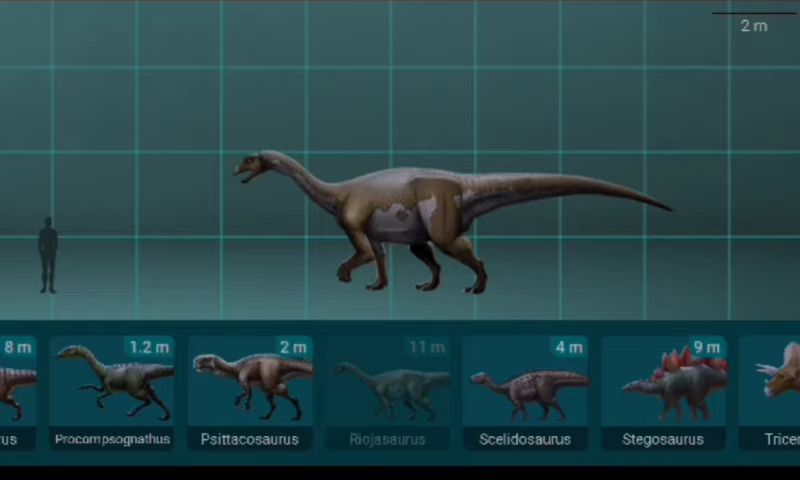 2 m
8 m
1.2 m
2 m
11 m
4 m
9 m
rus
Procompsognathus
Psittacosaurus
Riojasaurus
Scelidosaurus
Stegosaurus
Tricer